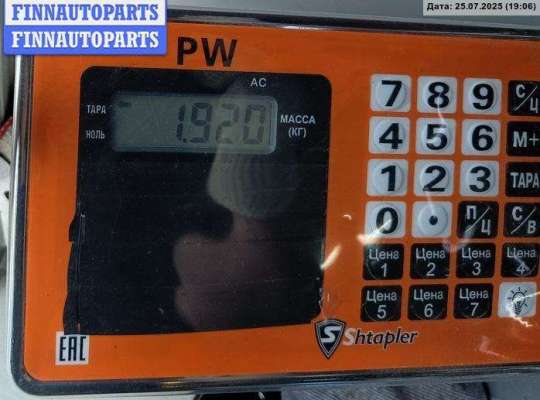 FINNAUTOPARTS
FINNAUTOPARTS
Дата: 25.07.2025 (19:06)
PW
AC
ТАРА
НОЛЬ
1.920
МАССА
(КГ)
7 8 9 С/Ц
4 5 6 М+
1 2 3 ТАРА
0 . П/Ц С/В
Цена 1 Цена 2 Цена 3 Цена 4
Цена 5 Цена 6 Цена 7
EAC
S Shtapler